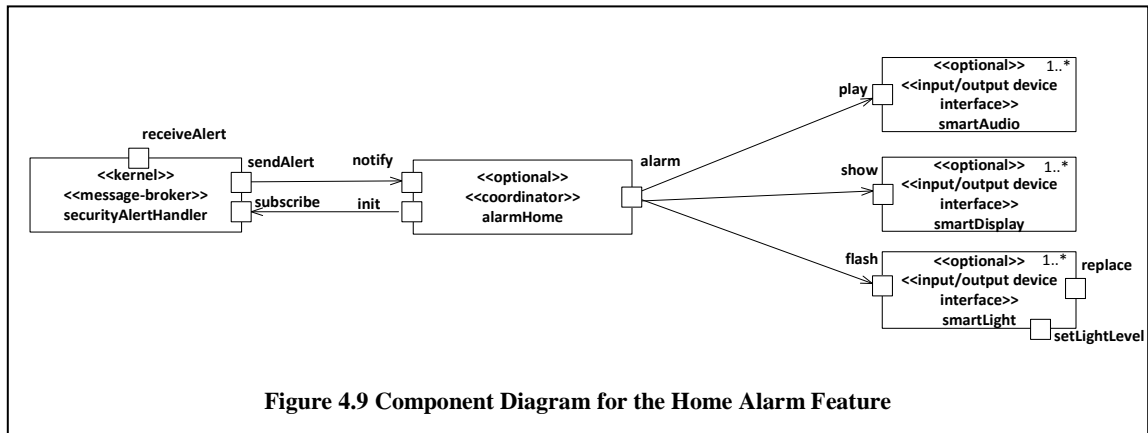 receiveAlert
<<kernel>>
<<message-broker>>
securityAlertHandler
sendAlert
subscribe
notify
init
<<optional>>
<<coordinator>>
alarmHome
alarm
play
<<optional>>
1..*
<<input/output device
interface>>
smartAudio
show
<<optional>>
1..*
<<input/output device
interface>>
smartDisplay
flash
<<optional>>
1..*
<<input/output device
interface>>
smartLight
replace
setLightLevel
Figure 4.9 Component Diagram for the Home Alarm Feature